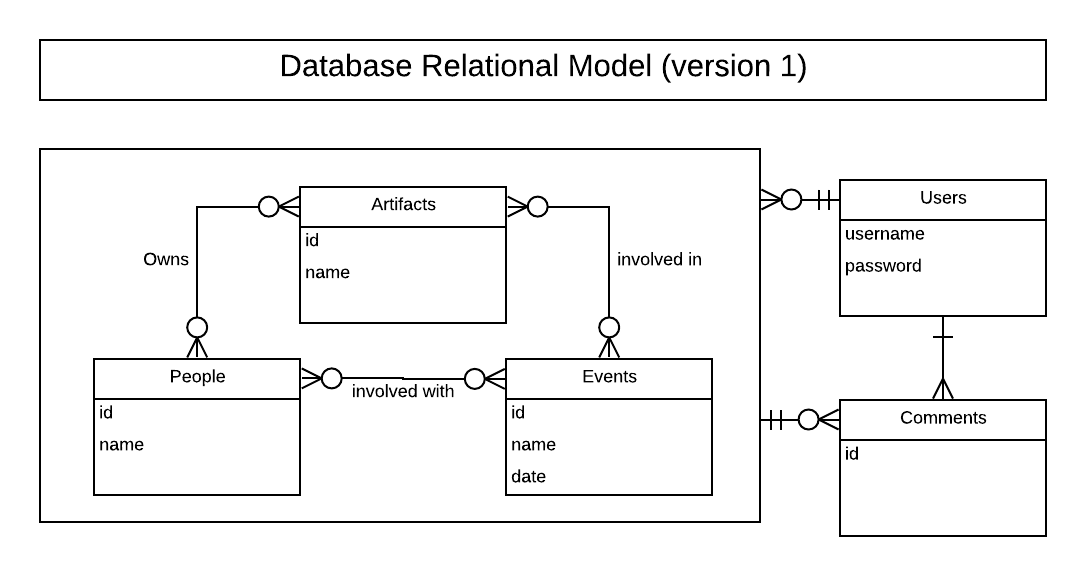 Database Relational Model (version 1)
Artifacts
id
name
Owns
involved in
People
id
name
involved with
Events
id
name
date
Users
username
password
Comments
id